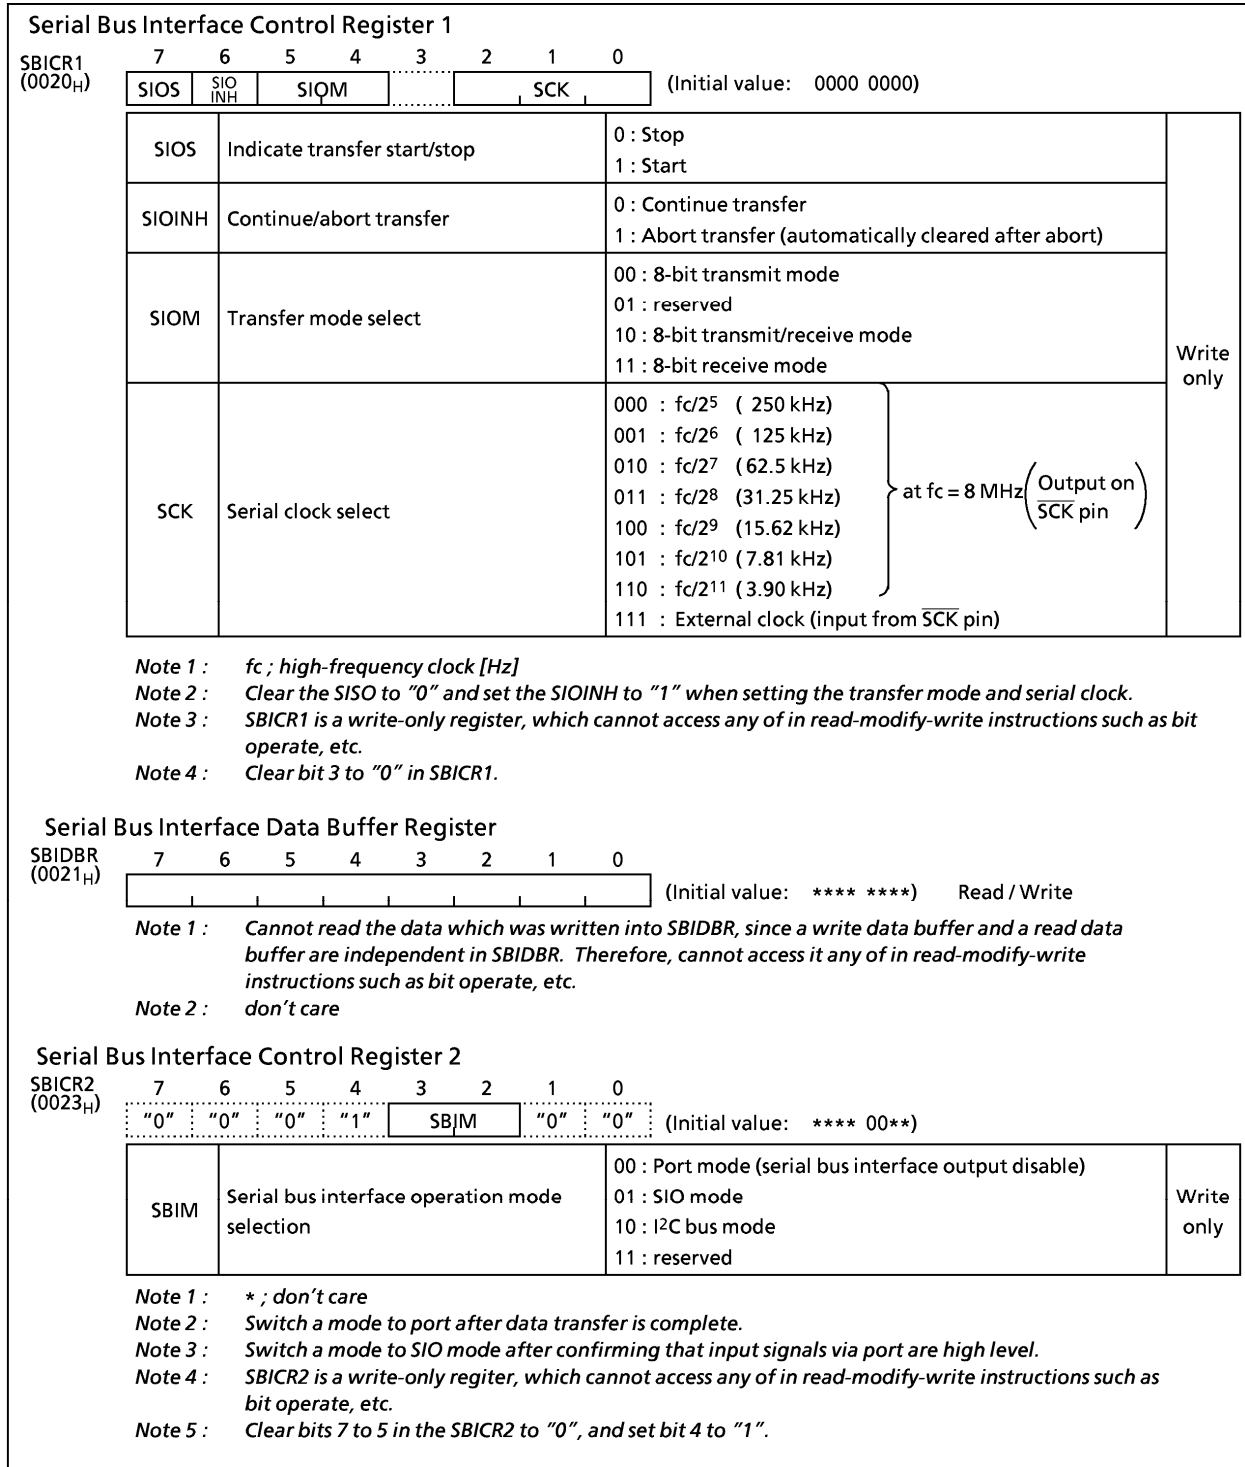 Serial Bus Interface Control Register 1
SBICR1
(0020H)
7 6 5 4 3 2 1 0
SIOS SIO INH SIOM SCK (Initial value: 0000 0000)
SIOS Indicate transfer start/stop 0 : Stop
1 : Start
SIOINH Continue/abort transfer 0 : Continue transfer
1 : Abort transfer (automatically cleared after abort)
SIOM Transfer mode select 00 : 8-bit transmit mode
01 : reserved
10 : 8-bit transmit/receive mode
11 : 8-bit receive mode
Write only
SCK Serial clock select 000 : fc/2^5 ( 250 kHz)
001 : fc/2^6 ( 125 kHz)
010 : fc/2^7 (62.5 kHz)
011 : fc/2^8 (31.25 kHz)
100 : fc/2^9 (15.62 kHz)
101 : fc/2^10 (7.81 kHz)
110 : fc/2^11 (3.90 kHz)
at fc = 8 MHz (Output on SCK pin)
111 : External clock (input from SCK pin)
Note 1 : fc ; high-frequency clock [Hz]
Note 2 : Clear the SISO to "0" and set the SIOINH to "1" when setting the transfer mode and serial clock.
Note 3 : SBICR1 is a write-only register, which cannot access any of in read-modify-write instructions such as bit
operate, etc.
Note 4 : Clear bit 3 to "0" in SBICR1.
Serial Bus Interface Data Buffer Register
SBIDBR
(0021H)
7 6 5 4 3 2 1 0
(Initial value: **** ****) Read / Write
Note 1 : Cannot read the data which was written into SBIDBR, since a write data buffer and a read data
buffer are independent in SBIDBR. Therefore, cannot access it any of in read-modify-write
instructions such as bit operate, etc.
Note 2 : don't care
Serial Bus Interface Control Register 2
SBICR2
(0023H)
7 6 5 4 3 2 1 0
"0" "0" "0" "1" SBIM "0" "0" (Initial value: **** 00**)
SBIM Serial bus interface operation mode
selection
00 : Port mode (serial bus interface output disable)
01 : SIO mode
10 : I2C bus mode
11 : reserved
Write
only
Note 1 : * ; don't care
Note 2 : Switch a mode to port after data transfer is complete.
Note 3 : Switch a mode to SIO mode after confirming that input signals via port are high level.
Note 4 : SBICR2 is a write-only regiter, which cannot access any of in read-modify-write instructions such as
bit operate, etc.
Note 5 : Clear bits 7 to 5 in the SBICR2 to "0", and set bit 4 to "1".